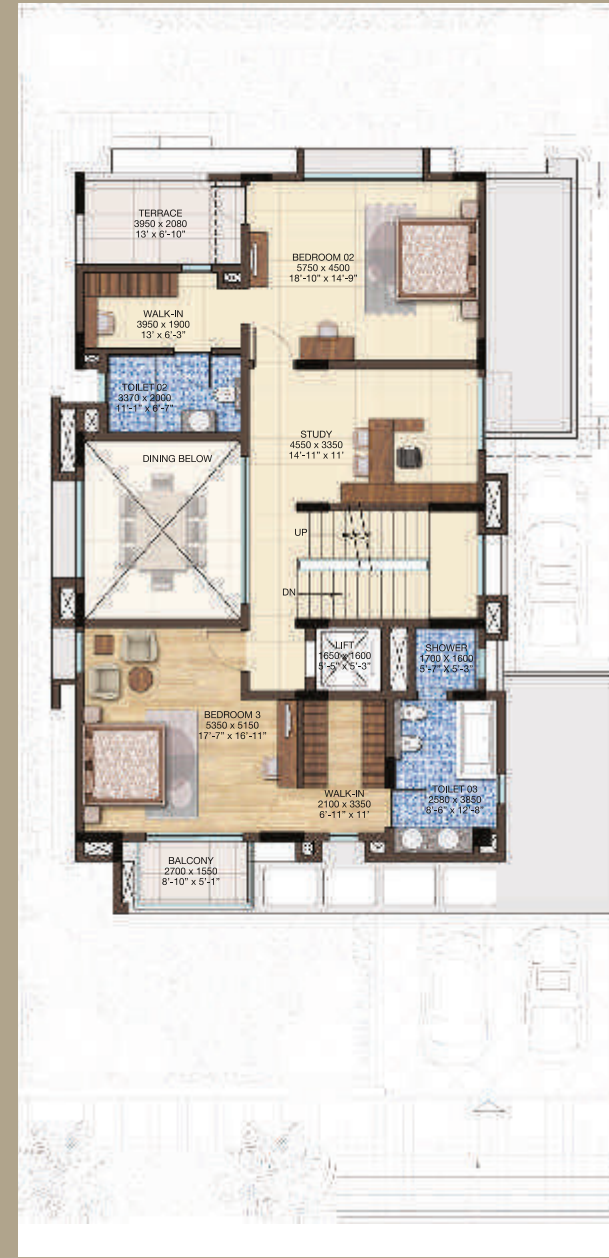 TERRACE
3950 x 2080
13' x 6'-10"
BEDROOM 02
5750 x 4500
18'-10" x 14'-9"
WALK-IN
3950 x 1900
13' x 6'-3"
TOILET 02
3370 x 2000
11'-1" x 6'-7"
STUDY
4550 x 3350
14'-11" x 11'
DINING BELOW
UP
DN
LIFT
1650 x 1600
5'-5" x 5'-3"
SHOWER
1700 X 1600
5'-7" X 5'-3"
BEDROOM 3
5350 x 5150
17'-7" x 16'-11"
WALK-IN
2100 x 3350
6'-11" x 11'
TOILET 03
2580 x 3850
8'-6" x 12'-8"
BALCONY
2700 x 1550
8'-10" x 5'-1"